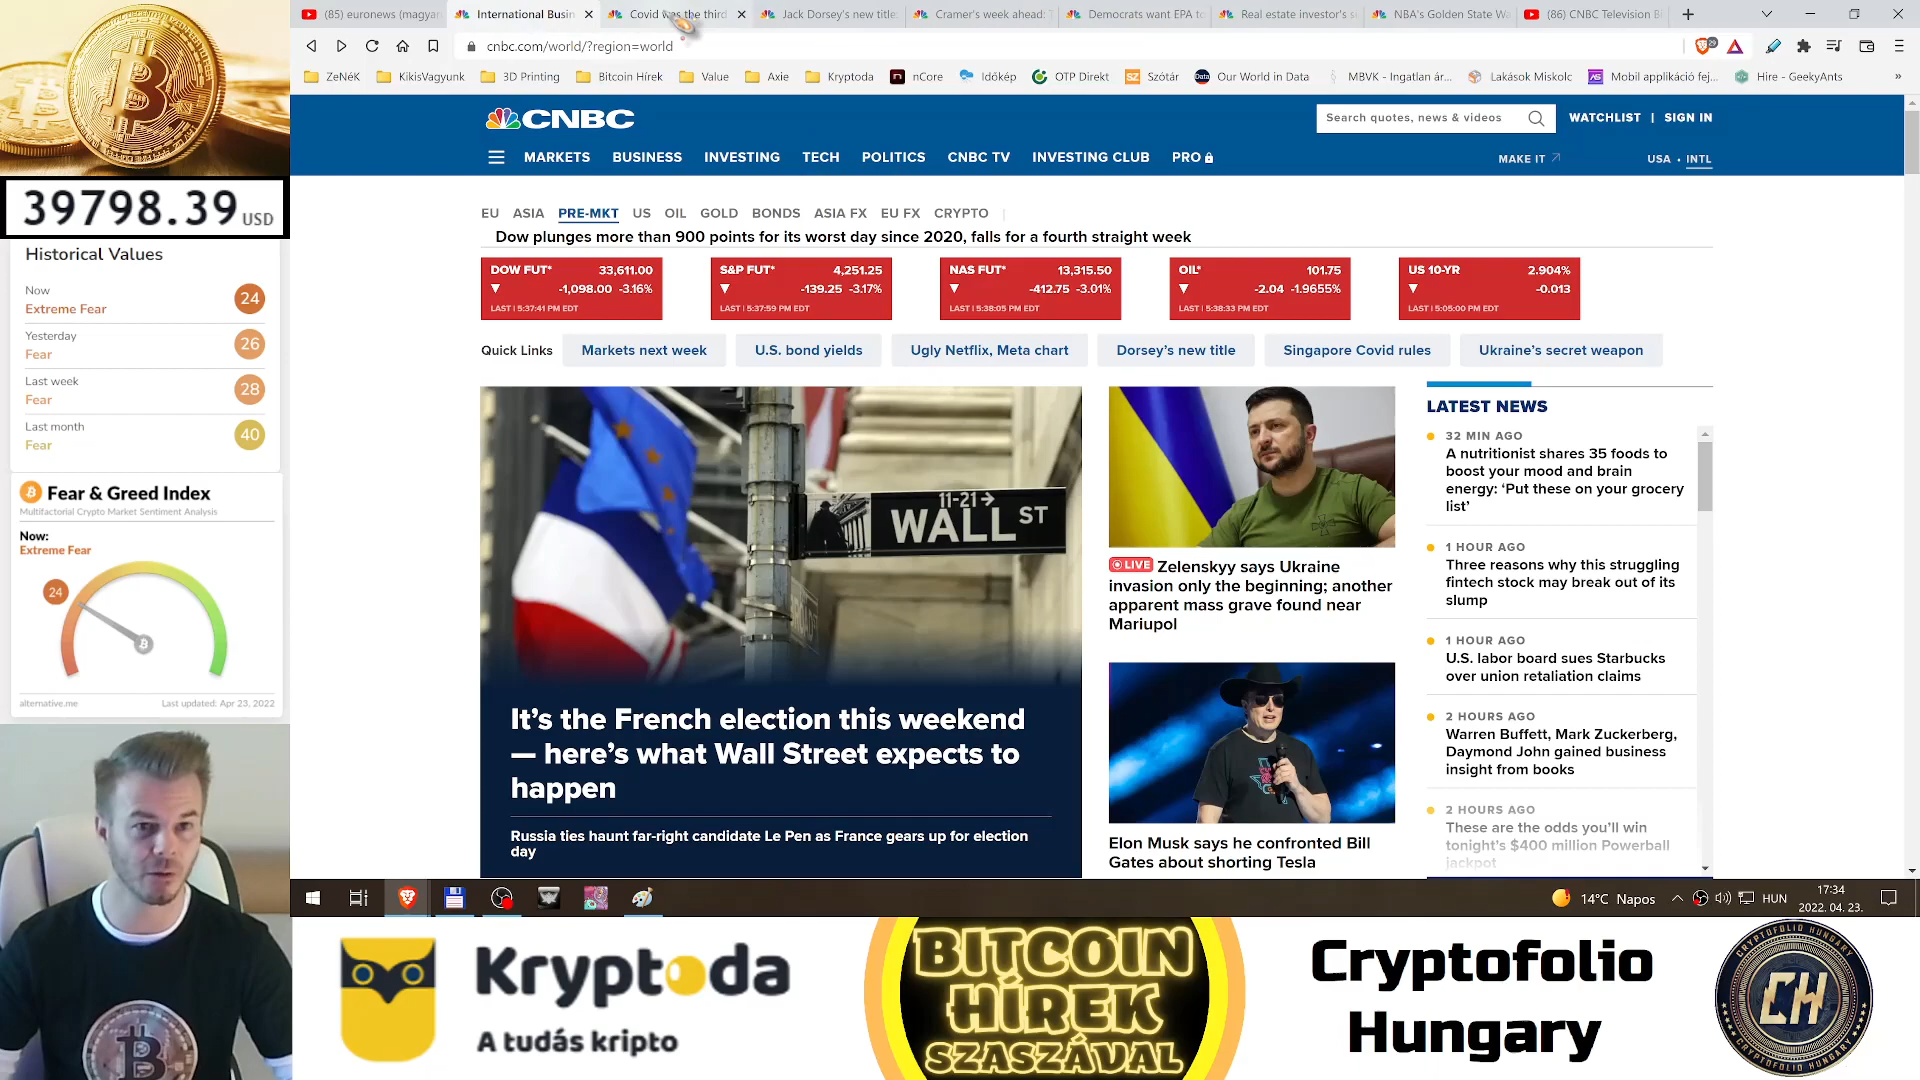 (85) euronews (magyar
International Busin
Covid was the third
Jack Dorsey's new title:
Cramer's week ahead:
Democrats want EPA to
Real estate investor's s
NBA's Golden State Wa
(86) CNBC Television
cnbc.com/world/?region=world
ZeNéK
KikisVagyunk
3D Printing
Bitcoin Hírek
Value
Axie
Kryptoda
nCore
Időkép
OTP Direkt
Szótár
Our World in Data
MBVK - Ingatlan ár...
Lakások Miskolc
Mobil applikáció fej...
Hire - GeekyAnts
CNBC
Search quotes, news & videos
WATCHLIST | SIGN IN
MARKETS
BUSINESS
INVESTING
TECH
POLITICS
CNBC TV
INVESTING CLUB
PRO
MAKE IT
USA • INTL
39798.39 USD
EU
ASIA
PRE-MKT
US
OIL
GOLD
BONDS
ASIA FX
EU FX
CRYPTO
Dow plunges more than 900 points for its worst day since 2020, falls for a fourth straight week
DOW FUT* 33,611.00
-1,098.00 -3.16%
LAST | 5:37:41 PM EDT
S&P FUT* 4,251.25
-139.25 -3.17%
LAST | 5:37:59 PM EDT
NAS FUT* 13,315.50
-412.75 -3.01%
LAST | 5:38:05 PM EDT
OIL* 101.75
-2.04 -1.9655%
LAST | 5:38:33 PM EDT
US 10-YR 2.904%
-0.013
LAST | 5:05:00 PM EDT
Quick Links
Markets next week
U.S. bond yields
Ugly Netflix, Meta chart
Dorsey's new title
Singapore Covid rules
Ukraine's secret weapon
Historical Values
Now
Extreme Fear
24
Yesterday
Fear
26
Last week
Fear
28
Last month
Fear
40
Fear & Greed Index
Multifactorial Crypto Market Sentiment Analysis
Now:
Extreme Fear
24
alternative.me
Last updated: Apr 23, 2022
11-21→
WALL ST
It's the French election this weekend
— here's what Wall Street expects to
happen
Russia ties haunt far-right candidate Le Pen as France gears up for election
day
LIVE Zelenskyy says Ukraine
invasion only the beginning; another
apparent mass grave found near
Mariupol
Elon Musk says he confronted Bill
Gates about shorting Tesla
LATEST NEWS
32 MIN AGO
A nutritionist shares 35 foods to
boost your mood and brain
energy: ‘Put these on your grocery
list’
1 HOUR AGO
Three reasons why this struggling
fintech stock may break out of its
slump
1 HOUR AGO
U.S. labor board sues Starbucks
over union retaliation claims
2 HOURS AGO
Warren Buffett, Mark Zuckerberg,
Daymond John gained business
insight from books
2 HOURS AGO
These are the odds you'll win
tonight's $400 million Powerball
jackpot
14°C Napos
HUN
17:34
2022. 04. 23.
Kryptoda
A tudás kripto
BITCOIN
HÍREK
SZASZÁVAL
Cryptofolio
Hungary
CRYPTOFOLIO HUNGARY
CH
CRYPTOFOLIO HUNGARY